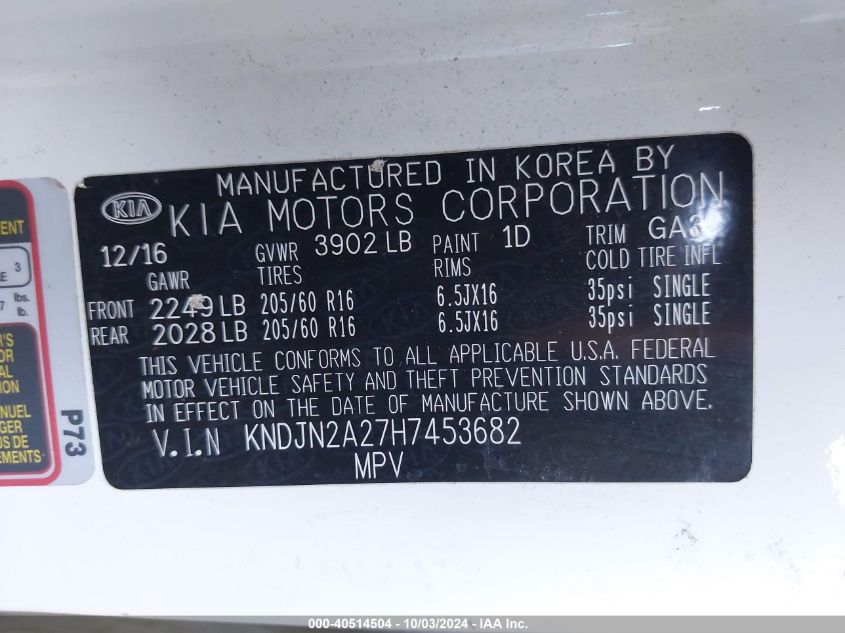 MANUFACTURED IN KOREA BY
KIA KIA MOTORS CORPORATION
12/16 GVWR 3902 LB PAINT 1D TRIM GA3
GAWR TIRES RIMS COLD TIRE INFL
FRONT 2249 LB 205/60 R16 6.5JX16 35psi SINGLE
REAR 2028 LB 205/60 R16 6.5JX16 35psi SINGLE
THIS VEHICLE CONFORMS TO ALL APPLICABLE U.S.A. FEDERAL
MOTOR VEHICLE SAFETY AND THEFT PREVENTION STANDARDS
IN EFFECT ON THE DATE OF MANUFACTURE SHOWN ABOVE.
V.I.N KNDJN2A27H7453682
MPV
3
lbs.
lb.
P73
000-40514504 - 10/03/2024 - IAA Inc.